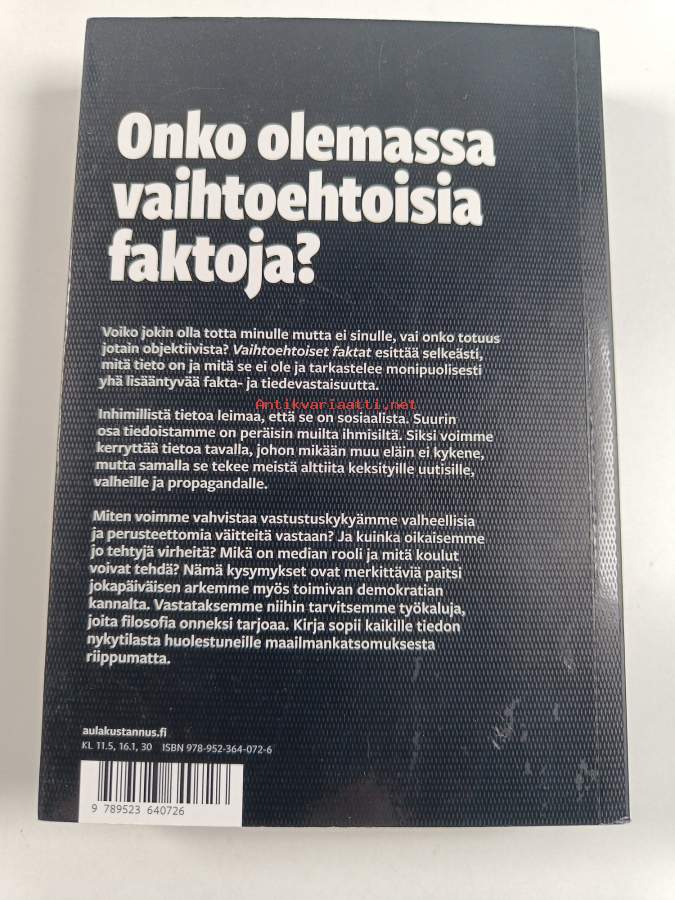 Onko olemassa
vaihtoehtoisia
faktoja?
Voiko jokin olla totta minulle mutta ei sinulle, vai onko totuus
jotain objektiivista? Vaihtoehtoiset faktat esittää selkeästi,
mitä tieto on ja mitä se ei ole ja tarkastelee monipuolisesti
yhä lisääntyvää fakta- ja tiedevastaisuutta.
Antikvariaatti.net
Inhimillistä tietoa leimaa, että se on sosiaalista. Suurin
osa tiedoistamme on peräisin muilta ihmisiltä. Siksi voimme
kerryttää tietoa tavalla, johon mikään muu eläin ei kykene,
mutta samalla se tekee meistä alttiita keksityille uutisille,
valheille ja propagandalle.
Miten voimme vahvistaa vastustuskykyämme valheellisia
ja perusteettomia väitteitä vastaan? Ja kuinka oikaisemme
jo tehtyjä virheitä? Mikä on median rooli ja mitä koulut
voivat tehdä? Nämä kysymykset ovat merkittäviä paitsi
jokapäiväisen arkemme myös toimivan demokratian
kannalta. Vastataksemme niihin tarvitsemme työkaluja,
joita filosofia onneksi tarjoaa. Kirja sopii kaikille tiedon
nykytilasta huolestuneille maailmankatsomuksesta
riippumatta.
aulakustannus.fi
KL 11.5, 16.1, 30 ISBN 978-952-364-072-6
9 789523 640726